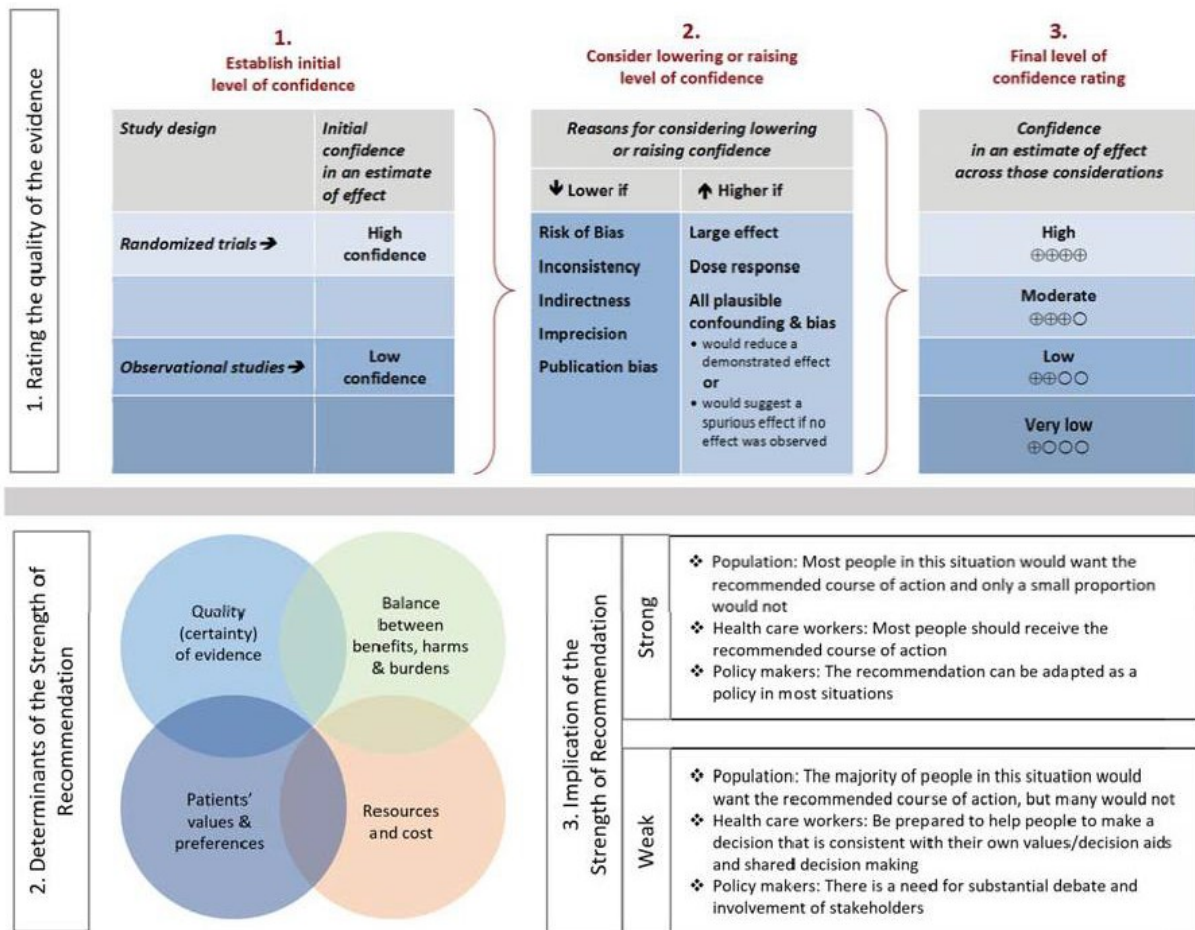 1. Rating the quality of the evidence
1.
Establish initial
level of confidence
Study design
Initial
confidence
in an estimate
of effect
Randomized trials ➔
High
confidence
Observational studies ➔
Low
confidence
2.
Consider lowering or raising
level of confidence
Reasons for considering lowering
or raising confidence
🡇 Lower if
🡅 Higher if
Risk of Bias
Inconsistency
Indirectness
Imprecision
Publication bias
Large effect
Dose response
All plausible
confounding & bias
• would reduce a
demonstrated effect
or
• would suggest a
spurious effect if no
effect was observed
3.
Final level of
confidence rating
Confidence
in an estimate of effect
across those considerations
High
⊕⊕⊕⊕
Moderate
⊕⊕⊕○
Low
⊕⊕○○
Very low
⊕○○○
2. Determinants of the Strength of
Recommendation
Quality
(certainty)
of evidence
Balance
between
benefits, harms
& burdens
Patients'
values &
preferences
Resources
and cost
3. Implication of the
Strength of Recommendation
Strong
❖ Population: Most people in this situation would want the
recommended course of action and only a small proportion
would not
❖ Health care workers: Most people should receive the
recommended course of action
❖ Policy makers: The recommendation can be adapted as a
policy in most situations
Weak
❖ Population: The majority of people in this situation would
want the recommended course of action, but many would not
❖ Health care workers: Be prepared to help people to make a
decision that is consistent with their own values/decision aids
and shared decision making
❖ Policy makers: There is a need for substantial debate and
involvement of stakeholders